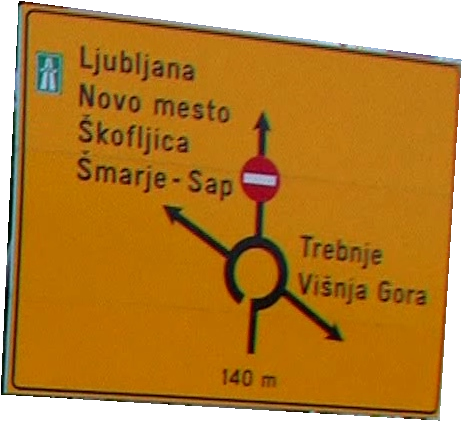 Ljubljana
Novo mesto
Škofljica
Šmarje-Sap
Trebnje
Višnja Gora
140 m